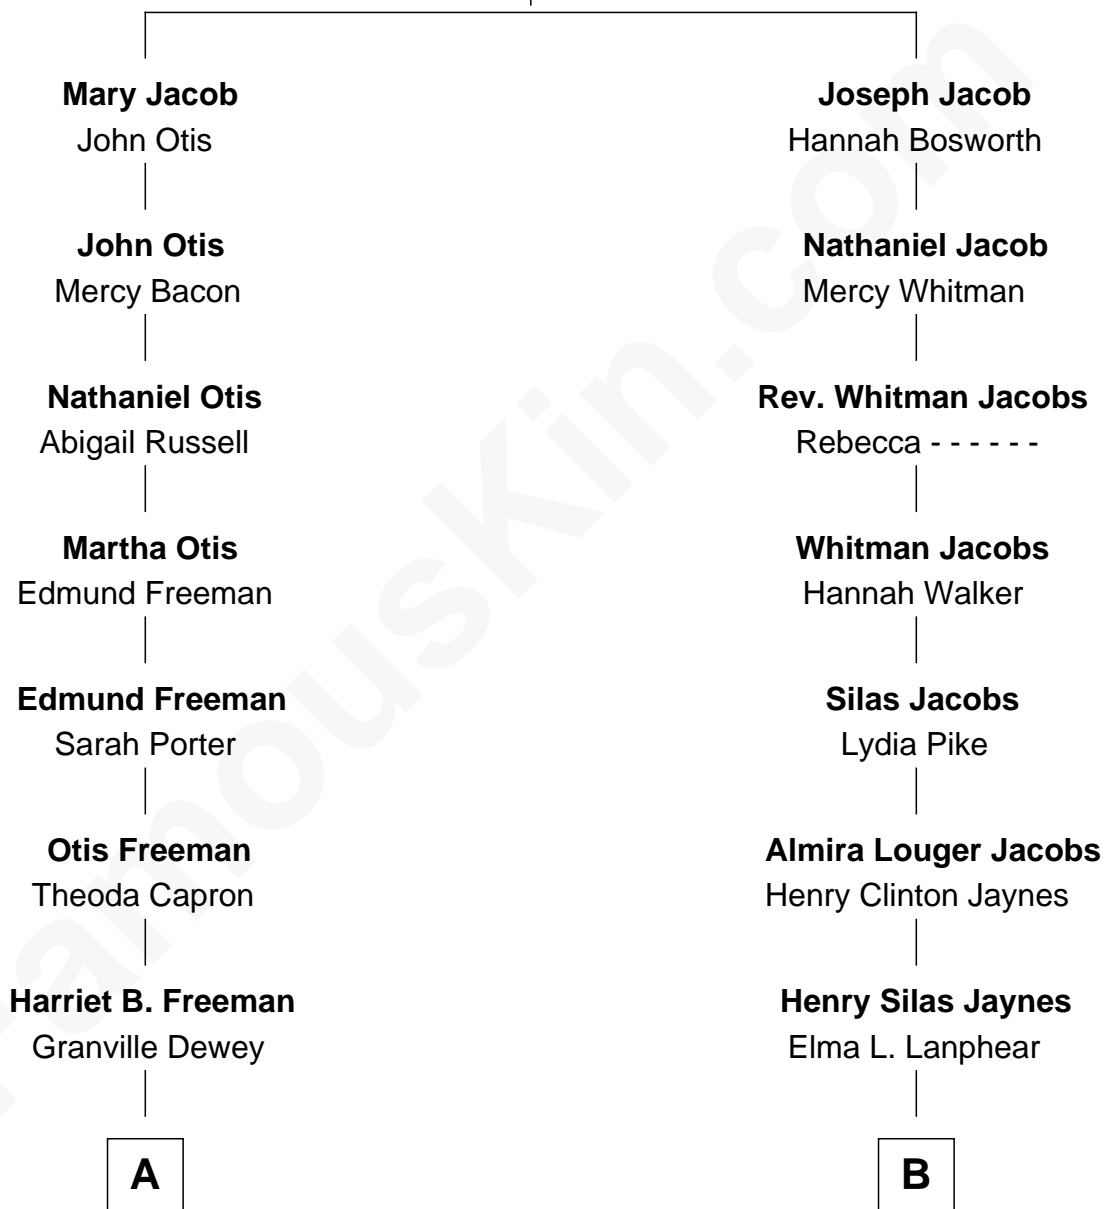 Mary Jacob
John Otis
Joseph Jacob
Hannah Bosworth
John Otis
Mercy Bacon
Nathaniel Jacob
Mercy Whitman
Nathaniel Otis
Abigail Russell
Rev. Whitman Jacobs
Rebecca - - - - - -
Martha Otis
Edmund Freeman
Whitman Jacobs
Hannah Walker
Edmund Freeman
Sarah Porter
Silas Jacobs
Lydia Pike
Otis Freeman
Theoda Capron
Almira Louger Jacobs
Henry Clinton Jaynes
Harriet B. Freeman
Granville Dewey
Henry Silas Jaynes
Elma L. Lanphear
A
B
FamousKin.com